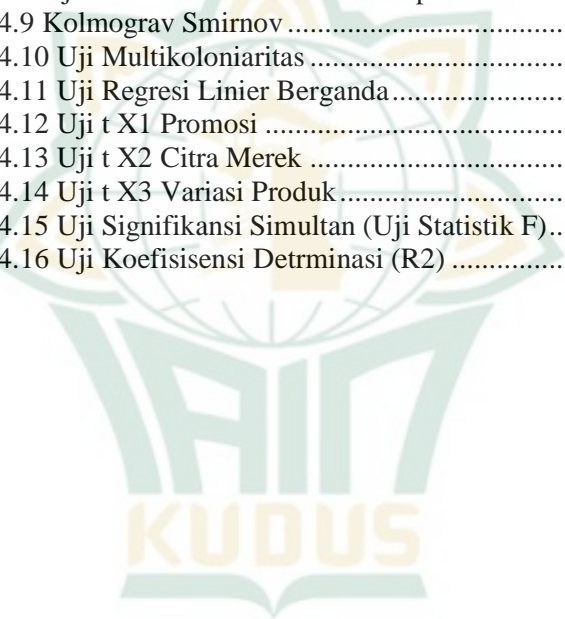 4.9 Kolmograv Smirnov ..................................
4.10 Uji Multikoloniaritas ...............................
4.11 Uji Regresi Linier Berganda .....................
4.12 Uji t X1 Promosi .....................................
4.13 Uji t X2 Citra Merek ...............................
4.14 Uji t X3 Variasi Produk ...........................
4.15 Uji Signifikansi Simultan (Uji Statistik F) ..
4.16 Uji Koefisisensi Detrminasi (R2) ..............
IAIN
KUDUS